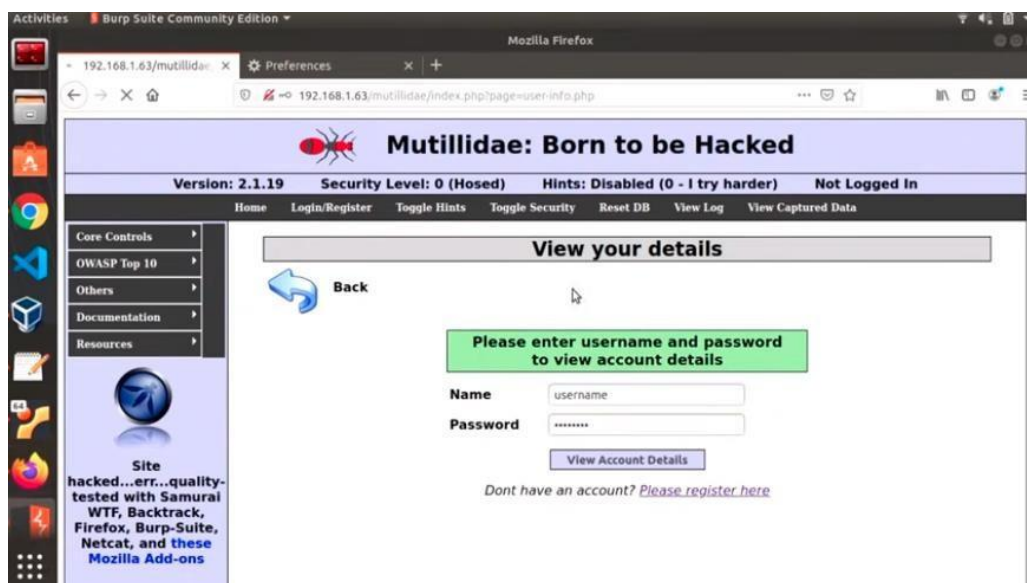 Activities Burp Suite Community Edition
Mozilla Firefox
192.168.1.63/mutillidae
Preferences
192.168.1.63/mutillidae/index.php?page=user-info.php
Mutillidae: Born to be Hacked
Version: 2.1.19 Security Level: 0 (Hosed) Hints: Disabled (0 - I try harder) Not Logged In
Home Login/Register Toggle Hints Toggle Security Reset DB View Log View Captured Data
Core Controls
OWASP Top 10
Others
Documentation
Resources
View your details
Back
Please enter username and password
to view account details
Name username
Password ••••••••
View Account Details
Dont have an account? Please register here
Site
hacked...err...quality-
tested with Samurai
WTF, Backtrack,
Firefox, Burp-Suite,
Netcat, and these
Mozilla Add-ons
64